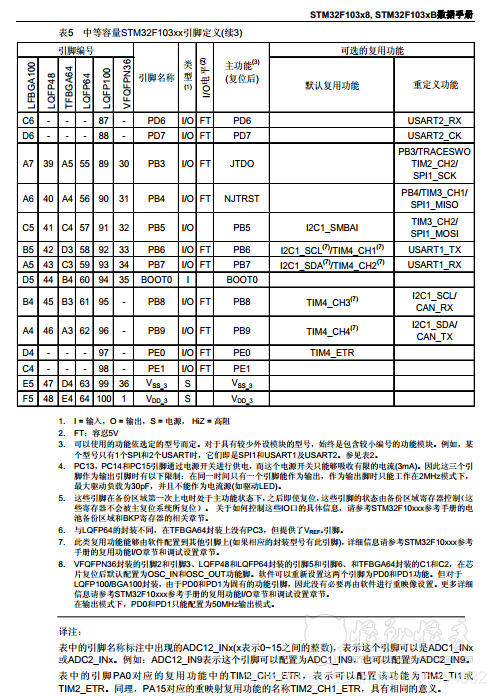 STM32F103x8, STM32F103xB数据手册
表5 中等容量STM32F103xx引脚定义(续3)
引脚编号 引脚名称 类型(1) I/O电平(2) 主功能(3)(复位后) 可选的复用功能
LFBGA100 LQFP48 TFBGA64 LQFP64 LQFP100 VFQFPN36 默认复用功能 重定义功能
C6 - - - 87 - PD6 I/O FT PD6 USART2_RX
D6 - - - 88 - PD7 I/O FT PD7 USART2_CK
A7 39 A5 55 89 30 PB3 I/O FT JTDO PB3/TRACESWO
TIM2_CH2/
SPI1_SCK
A6 40 A4 56 90 31 PB4 I/O FT NJTRST PB4/TIM3_CH1/
SPI1_MISO
C5 41 C4 57 91 32 PB5 I/O PB5 I2C1_SMBAI TIM3_CH2/
SPI1_MOSI
B5 42 D3 58 92 33 PB6 I/O FT PB6 I2C1_SCL(7)/TIM4_CH1(7) USART1_TX
A5 43 C3 59 93 34 PB7 I/O FT PB7 I2C1_SDA(7)/TIM4_CH2(7) USART1_RX
D5 44 B4 60 94 35 BOOT0 I BOOT0
B4 45 B3 61 95 - PB8 I/O FT PB8 TIM4_CH3(7) I2C1_SCL/
CAN_RX
A4 46 A3 62 96 - PB9 I/O FT PB9 TIM4_CH4(7) I2C1_SDA/
CAN_TX
D4 - - - 97 - PE0 I/O FT PE0 TIM4_ETR
C4 - - - 98 - PE1 I/O FT PE1
E5 47 D4 63 99 36 VSS_3 S VSS_3
F5 48 E4 64 100 1 VDD_3 S VDD_3
1. I = 输入，O = 输出，S = 电源， HiZ = 高阻
2. FT：容忍5V
3. 可以使用的功能依选定的型号而定。对于具有较少外设模块的型号，始终是包含较小编号的功能模块。例如，某
个型号只有1个SPI和2个USART时，它们即是SPI1和USART1及USART2。参见表2。
4. PC13，PC14和PC15引脚通过电源开关进行供电，而这个电源开关只能够吸收有限的电流(3mA)。因此这三个引
脚作为输出引脚时有以下限制：在同一时间只有一个引脚能作为输出，作为输出脚时只能工作在2MHz模式下，
最大驱动负载为30pF，并且不能作为电流源(如驱动LED)。
5. 这些引脚在备份区域第一次上电时处于主功能状态下，之后即使复位，这些引脚的状态由备份区域寄存器控制(这
些寄存器不会被主复位系统所复位)。 关于如何控制这些IO口的具体信息，请参考STM32F10xxx参考手册的电
池备份区域和BKP寄存器的相关章节。
6. 与LQFP64的封装不同，在TFBGA64封装上没有PC3，但提供了VREF+引脚。
7. 此类复用功能能够由软件配置到其他引脚上(如果相应的封装型号有此引脚)，详细信息请参考STM32F10xxx参考
手册的复用功能I/O章节和调试设置章节。
8. VFQFPN36封装的引脚2和引脚3、LQFP48和LQFP64封装的引脚5和引脚6、和TFBGA64封装的C1和C2，在芯
片复位后默认配置为OSC_IN和OSC_OUT功能脚。软件可以重新设置这两个引脚为PD0和PD1功能。但对于
LQFP100/BGA100封装，由于PD0和PD1为固有的功能引脚，因此没有必要再由软件进行重映像设置。更多详细
信息请参考STM32F10xxx参考手册的复用功能I/O章节和调试设置章节。
在输出模式下，PD0和PD1只能配置为50MHz输出模式。
译注：
表中的引脚名称标注中出现的ADC12_INx(x表示0~15之间的整数)，表示这个引脚可以是ADC1_INx
或ADC2_INx。例如：ADC12_IN9表示这个引脚可以配置为ADC1_IN9，也可以配置为ADC2_IN9。
表中的引脚PA0对应的复用功能中的TIM2_CH1_ETR，表示可以配置该功能为TIM2_TI1或
TIM2_ETR。同理，PA15对应的重映射复用功能的名称TIM2_CH1_ETR，具有相同的意义。